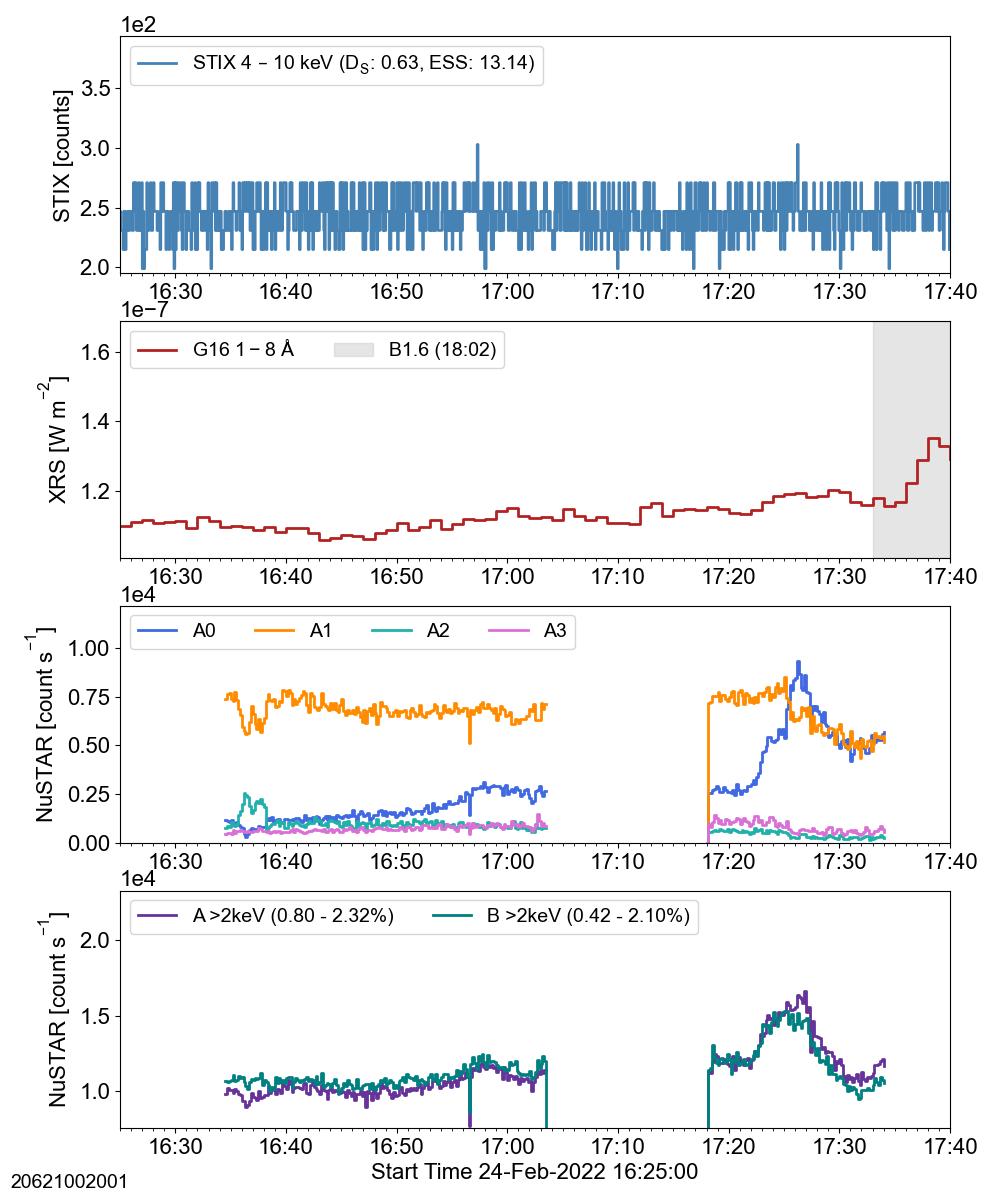 1e2
STIX 4 – 10 keV (DS: 0.63, ESS: 13.14)
STIX [counts]
3.5
3.0
2.5
2.0
16:30 16:40 16:50 17:00 17:10 17:20 17:30 17:40
1e−7
G16 1 – 8 Å B1.6 (18:02)
XRS [W m−2]
1.6
1.4
1.2
16:30 16:40 16:50 17:00 17:10 17:20 17:30 17:40
1e4
A0 A1 A2 A3
NuSTAR [count s−1]
1.00
0.75
0.50
0.25
0.00
16:30 16:40 16:50 17:00 17:10 17:20 17:30 17:40
1e4
A >2keV (0.80 - 2.32%) B >2keV (0.42 - 2.10%)
NuSTAR [count s−1]
2.0
1.5
1.0
16:30 16:40 16:50 17:00 17:10 17:20 17:30 17:40
Start Time 24-Feb-2022 16:25:00
20621002001